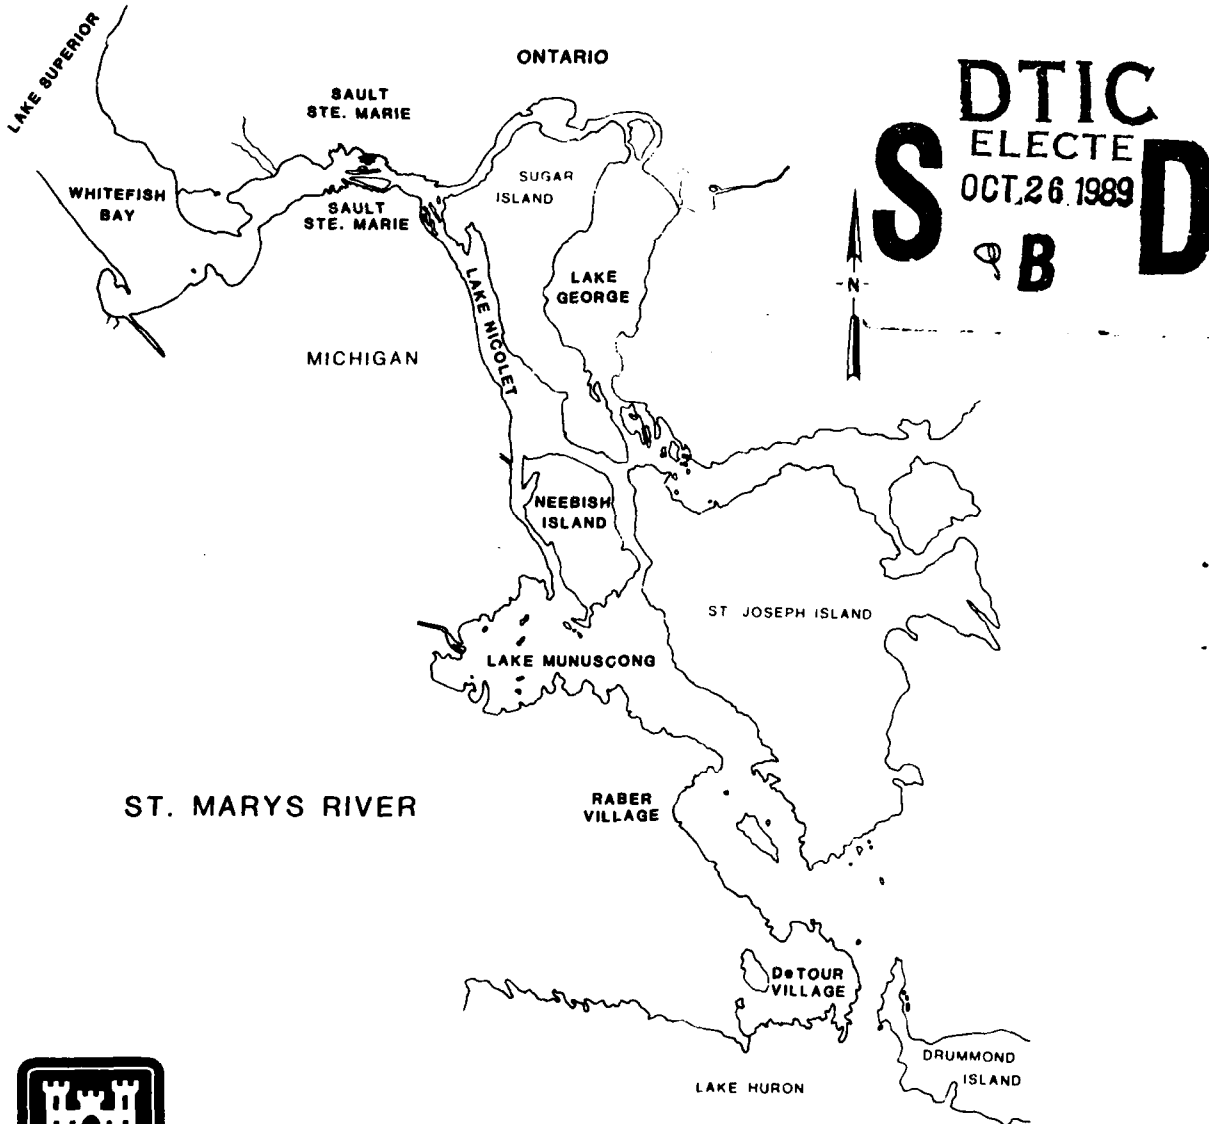 LAKE SUPERIOR
ONTARIO
SAULT
STE. MARIE
DTIC
ELECTE
OCT 26 1989
S
D
B
WHITEFISH
BAY
SUGAR
ISLAND
SAULT
STE. MARIE
LAKE NICOLET
LAKE
GEORGE
-N-
MICHIGAN
NEEBISH
ISLAND
ST JOSEPH ISLAND
LAKE MUNUSCONG
ST. MARYS RIVER
RABER
VILLAGE
DeTOUR
VILLAGE
DRUMMOND
ISLAND
LAKE HURON